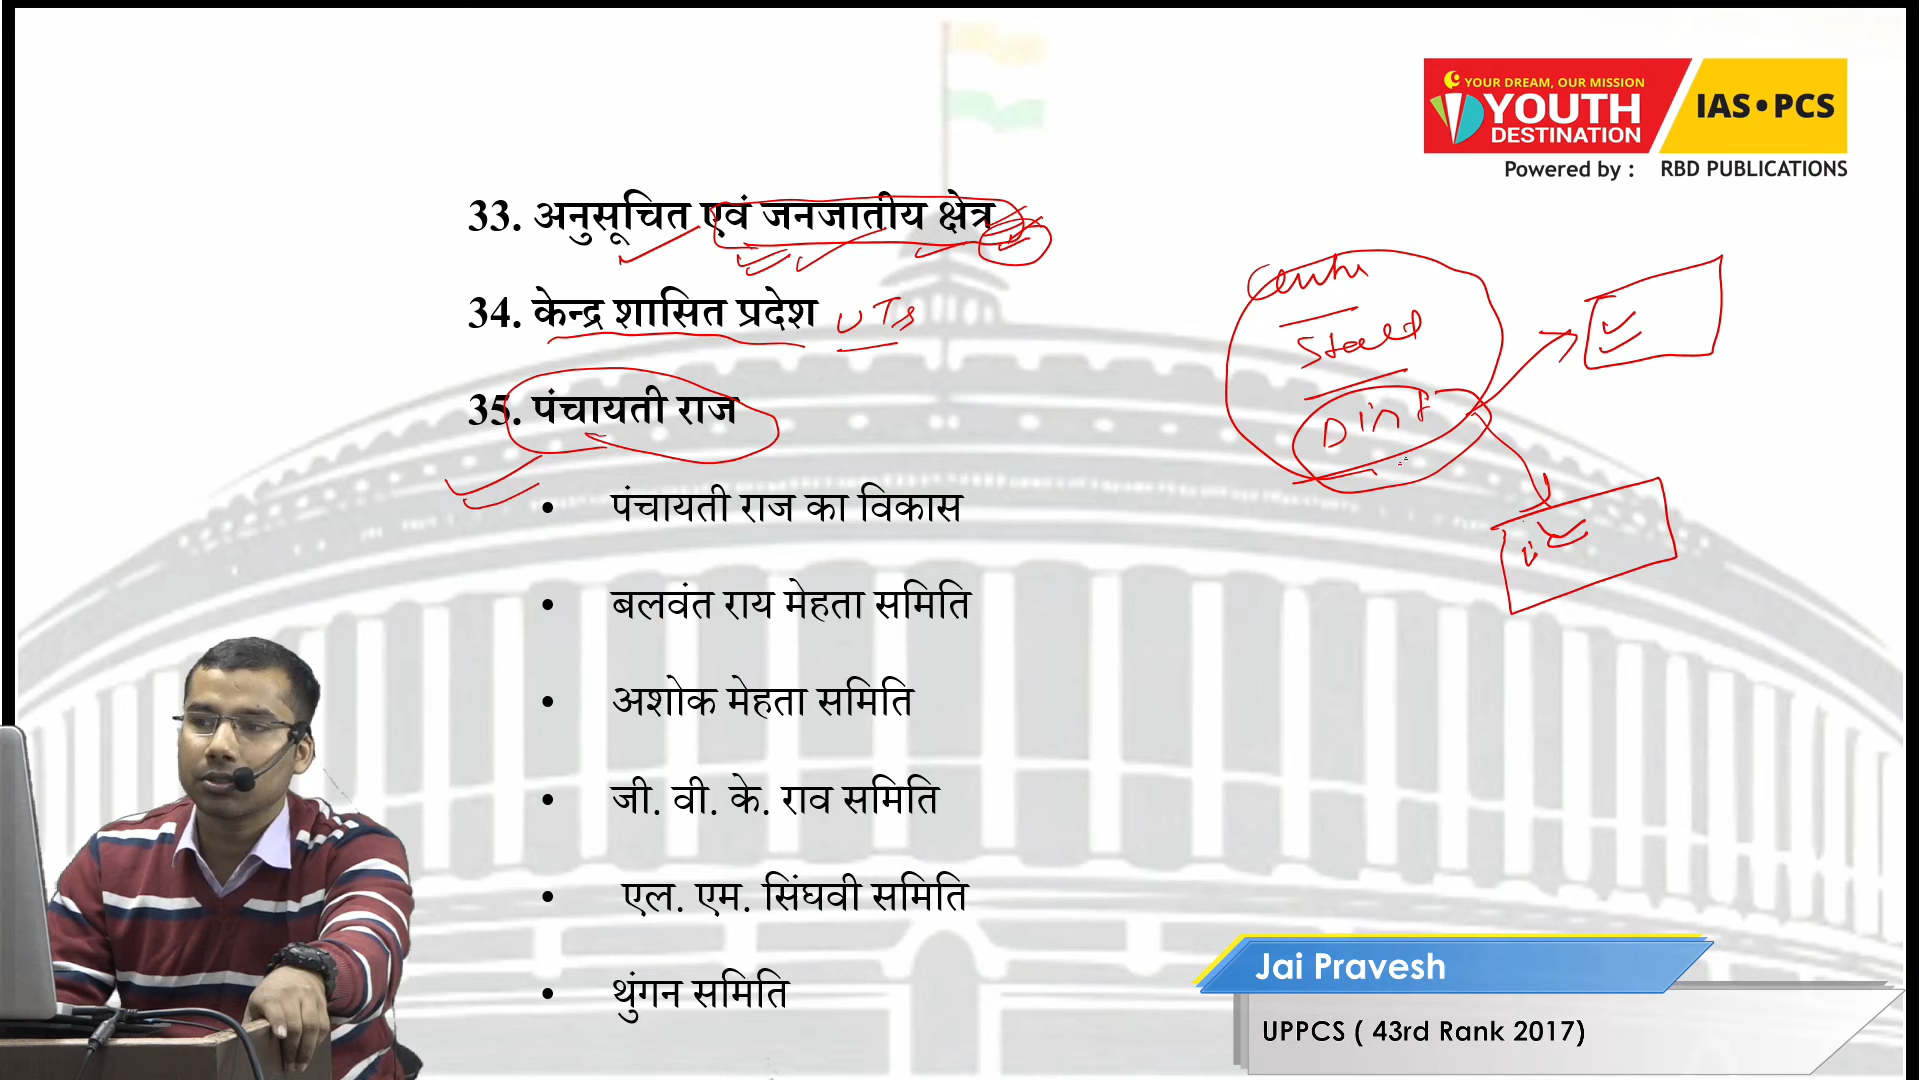 YOUR DREAM, OUR MISSION
YOUTH
DESTINATION
IAS•PCS
Powered by : RBD PUBLICATIONS
33. अनुसूचित एवं जनजातीय क्षेत्र
34. केन्द्र शासित प्रदेश UTs
35. पंचायती राज
• पंचायती राज का विकास
• बलवंत राय मेहता समिति
• अशोक मेहता समिति
• जी. वी. के. राव समिति
• एल. एम. सिंघवी समिति
• थुंगन समिति
Jai Pravesh
UPPCS ( 43rd Rank 2017)